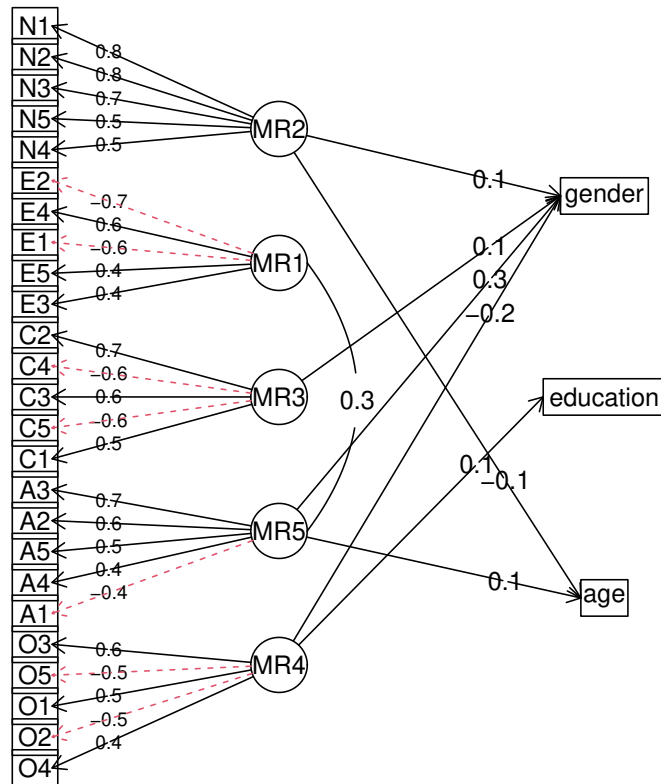 N1
N2
N3
N5
N4
E2
E4
E1
E5
E3
C2
C4
C3
C5
C1
A3
A2
A5
A4
A1
O3
O5
O1
O2
O4
0.8
0.8
0.7
0.5
0.5
−0.7
0.6
−0.6
0.4
0.4
0.7
−0.6
0.6
−0.6
0.5
0.7
0.6
0.5
0.4
−0.4
0.6
−0.5
0.5
−0.5
0.4
MR2
MR1
MR3
MR5
MR4
0.3
0.1
0.1
0.3
−0.2
0.1
−0.1
0.1
gender
education
age